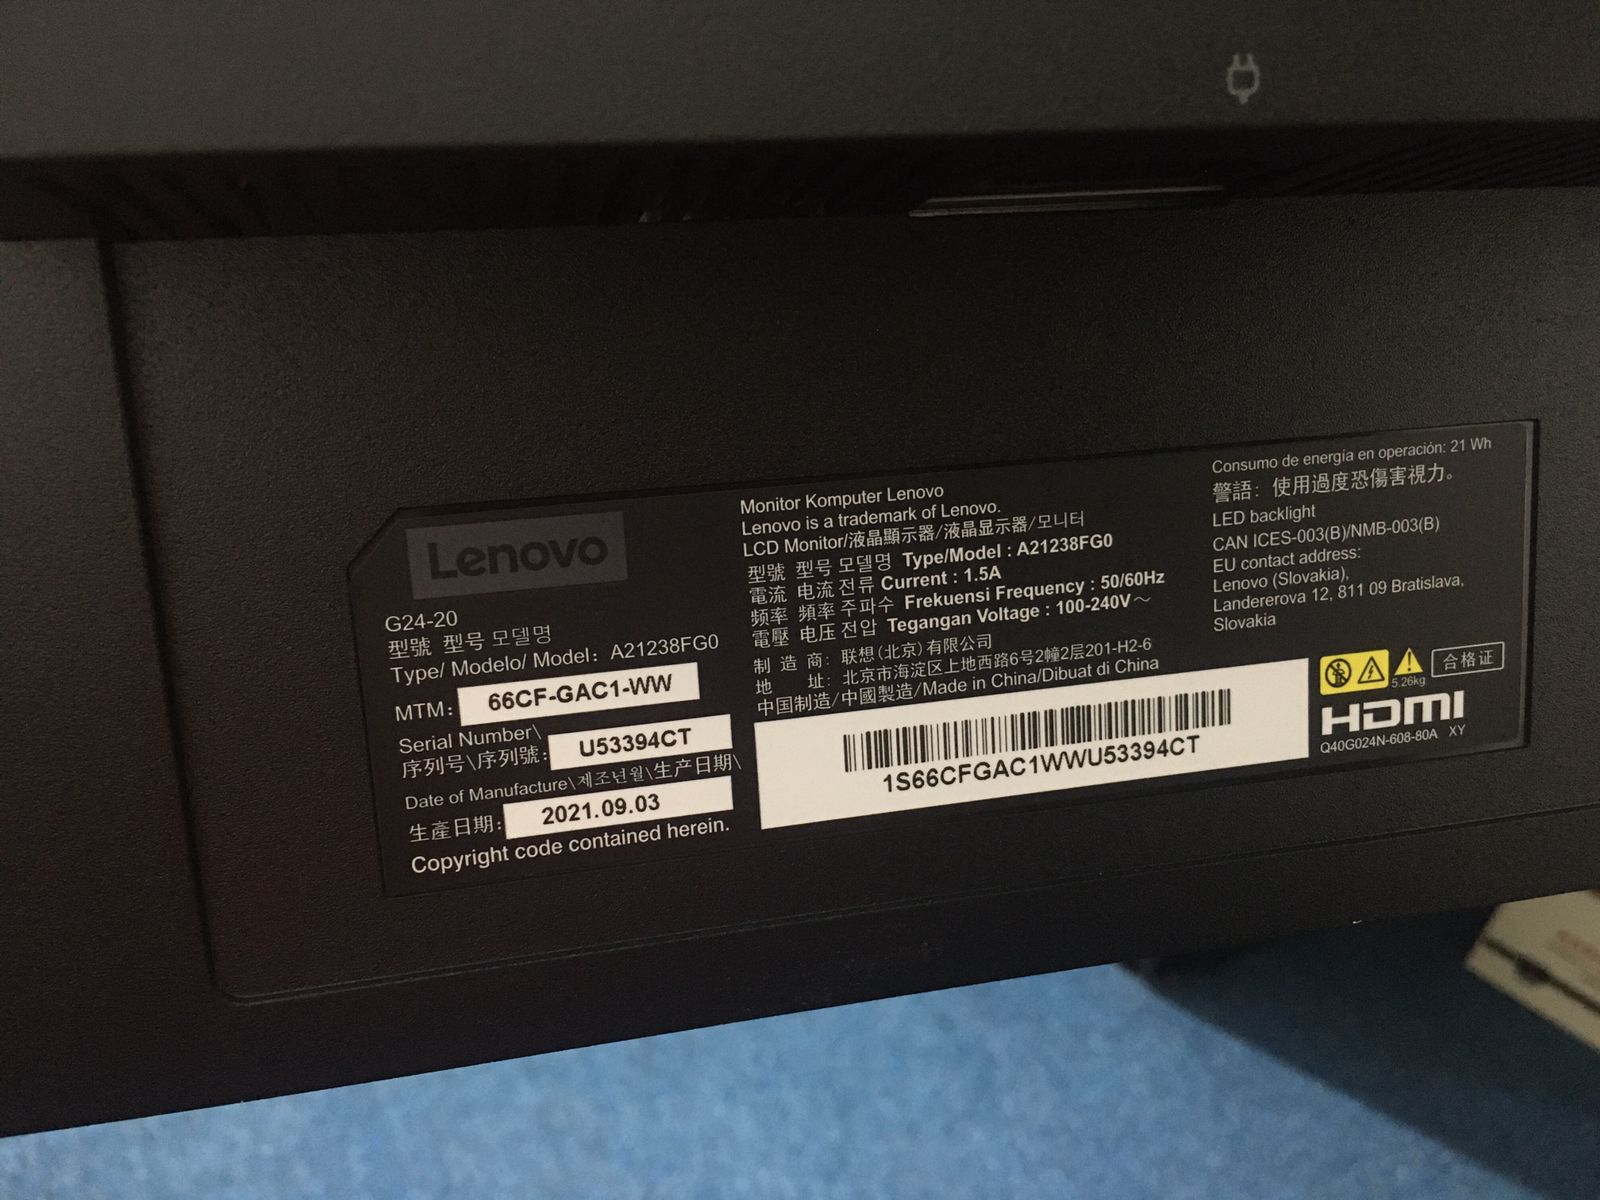 Lenovo
G24-20
型號 型号 모델명
Type/ Modelo/ Model: A21238FG0
MTM: 66CF-GAC1-WW
Serial Number\
序列号\序列號: U53394CT
Date of Manufacture\제조년월\生产日期\
生產日期: 2021.09.03
Copyright code contained herein.
Monitor Komputer Lenovo
Lenovo is a trademark of Lenovo.
LCD Monitor/液晶顯示器/液晶显示器/모니터
型號 型号 모델명 Type/Model : A21238FG0
電流 电流 전류 Current : 1.5A
频率 頻率 주파수 Frekuensi Frequency : 50/60Hz
電壓 电压 전압 Tegangan Voltage : 100-240V～
制 造 商: 联想(北京)有限公司
地 址: 北京市海淀区上地西路6号2幢2层201-H2-6
中国制造/中國製造/Made in China/Dibuat di China
1S66CFGAC1WWU53394CT
Consumo de energía en operación: 21 Wh
警語: 使用過度恐傷害視力。
LED backlight
CAN ICES-003(B)/NMB-003(B)
EU contact address:
Lenovo (Slovakia),
Landererova 12, 811 09 Bratislava,
Slovakia
5.26kg
合格证
HDMI
Q40G024N-608-80A XY